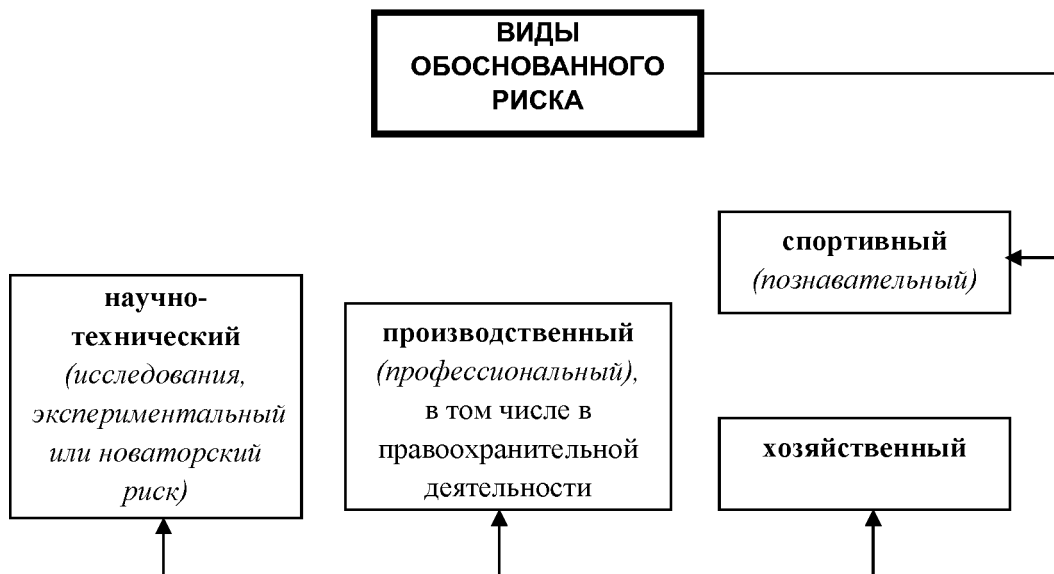 ВИДЫ
ОБОСНОВАННОГО
РИСКА
спортивный
(познавательный)
научно-
технический
(исследования,
экспериментальный
или новаторский
риск)
производственный
(профессиональный),
в том числе в
правоохранительной
деятельности
хозяйственный